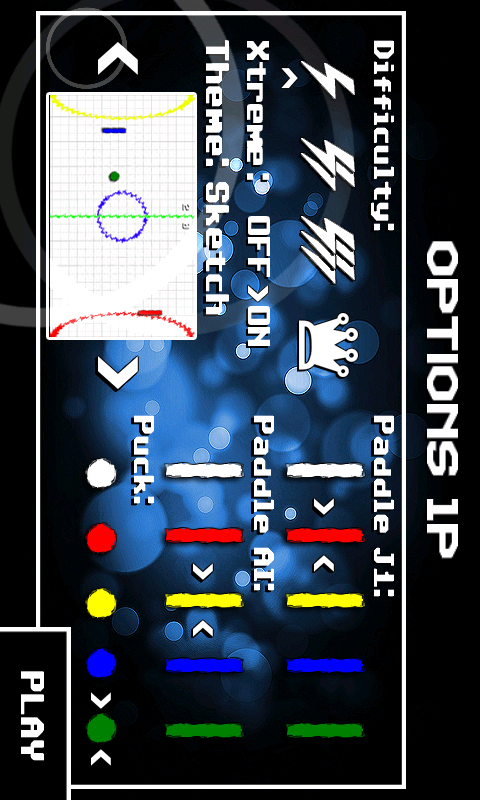 OPTIONS 1P
Difficulty:
Xtreme: OFF >ON
Theme: Sketch
Paddle J1:
Paddle AI:
Puck:
PLAY